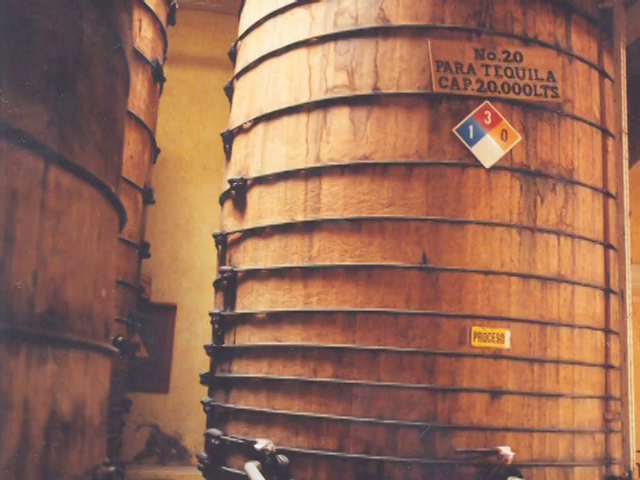 No.20
PARA TEQUILA
CAP.20.000LTS.
3
1 0
PROCESO